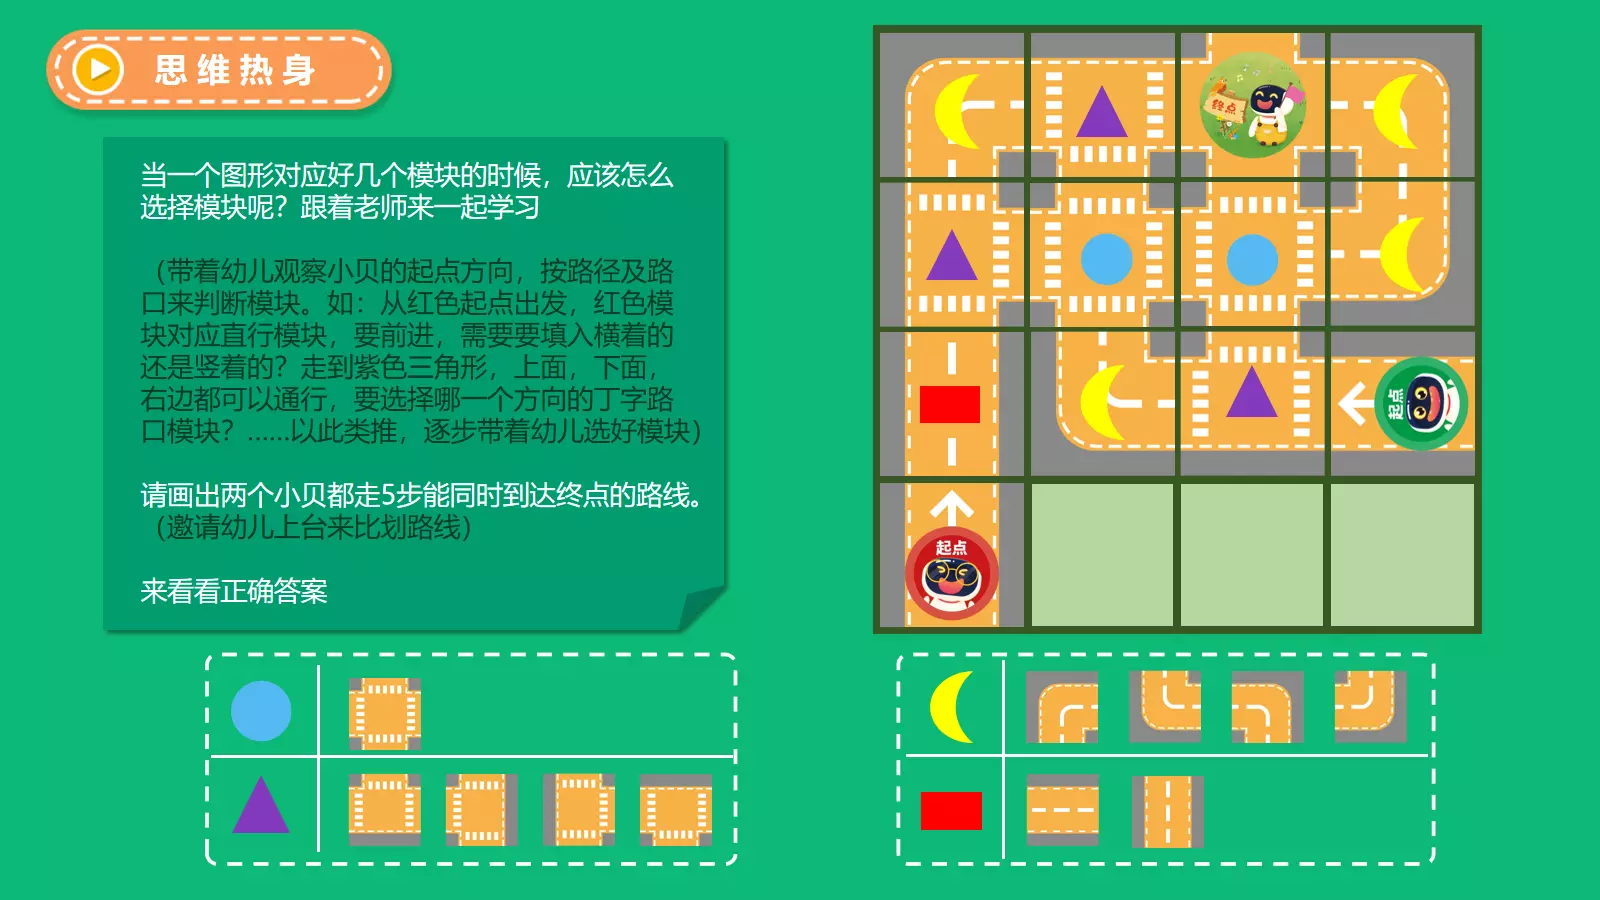 思维热身
当一个图形对应好几个模块的时候，应该怎么
选择模块呢？跟着老师来一起学习
（带着幼儿观察小贝的起点方向，按路径及路
口来判断模块。如：从红色起点出发，红色模
块对应直行模块，要前进，需要要填入横着的
还是竖着的？走到紫色三角形，上面，下面，
右边都可以通行，要选择哪一个方向的丁字路
口模块？……以此类推，逐步带着幼儿选好模块）
请画出两个小贝都走5步能同时到达终点的路线。
（邀请幼儿上台来比划路线）
来看看正确答案
终点
起点
起点